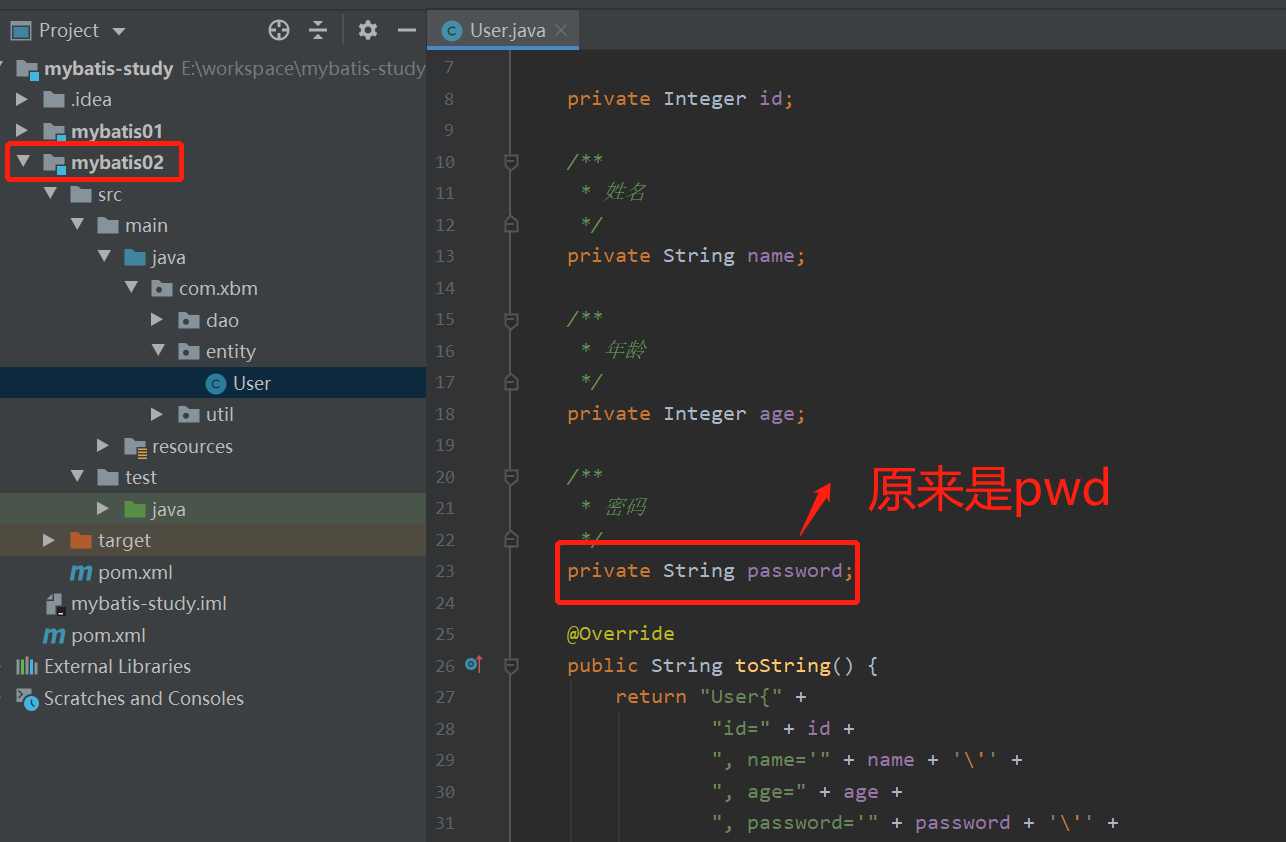 Project
mybatis-study E:\workspace\mybatis-study
.idea
mybatis01
mybatis02
src
main
java
com.xbm
dao
entity
User
util
resources
test
java
target
pom.xml
mybatis-study.iml
pom.xml
External Libraries
Scratches and Consoles
User.java
7
8 private Integer id;
9
10 /**
11 * 姓名
12 */
13 private String name;
14
15 /**
16 * 年龄
17 */
18 private Integer age;
19
20 /**
21 * 密码
22 */
23 private String password;
24
25 @Override
26 public String toString() {
27 return "User{" +
28 "id=" + id +
29 ", name='" + name + '\'' +
30 ", age=" + age +
31 ", password='" + password + '\'' +
原来是pwd